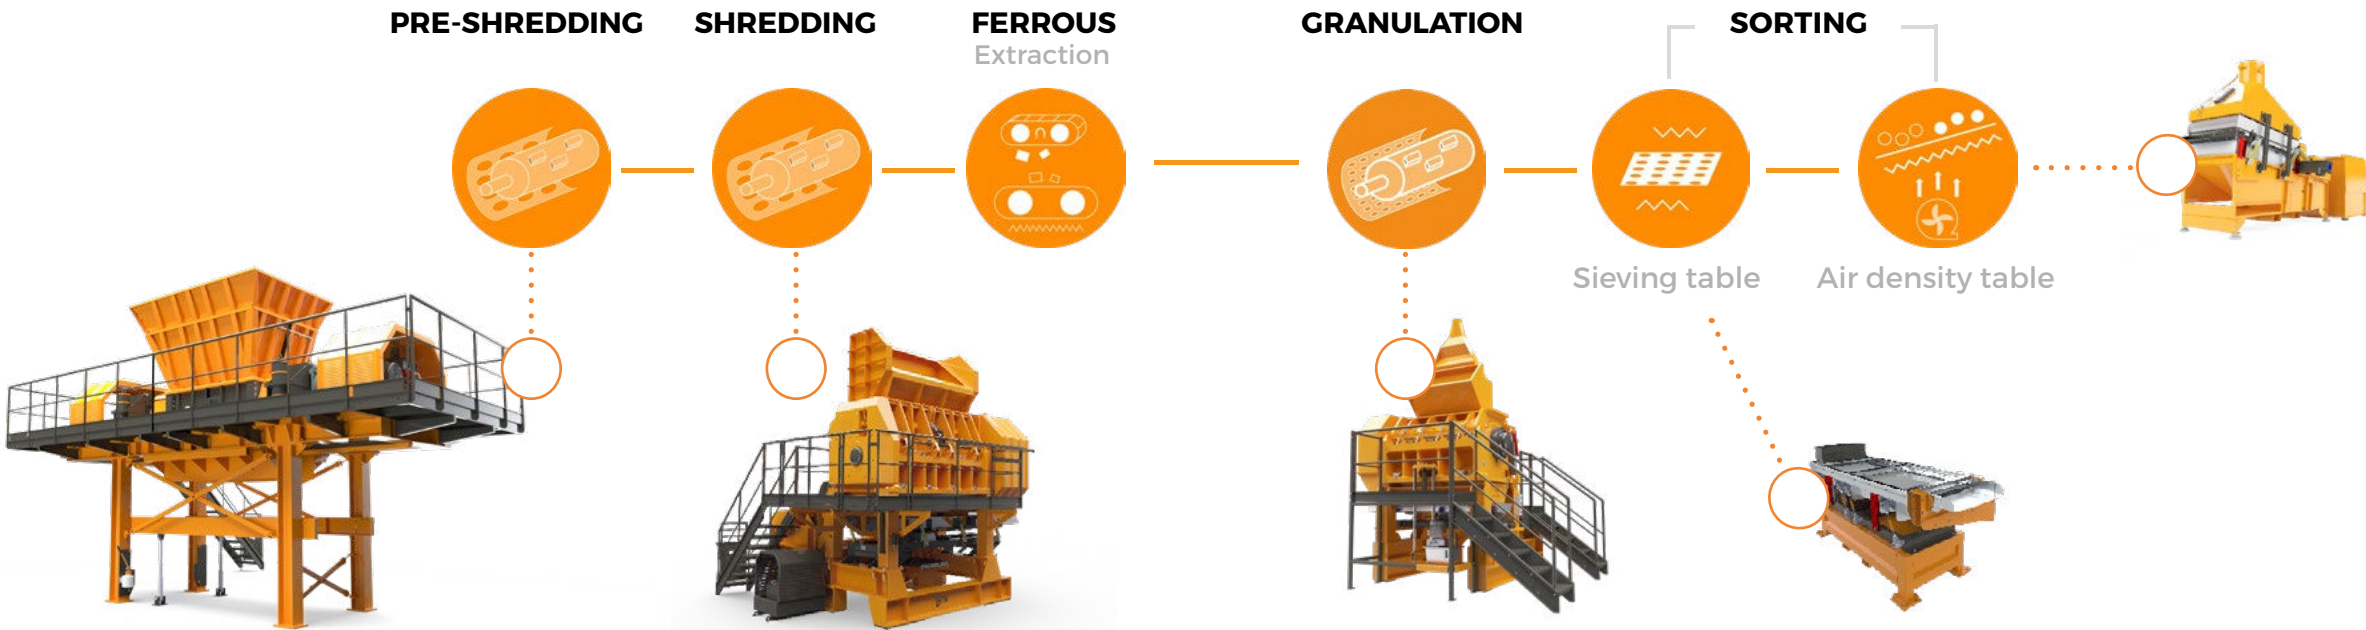 PRE-SHREDDING
SHREDDING
FERROUS
Extraction
GRANULATION
SORTING
Sieving table
Air density table